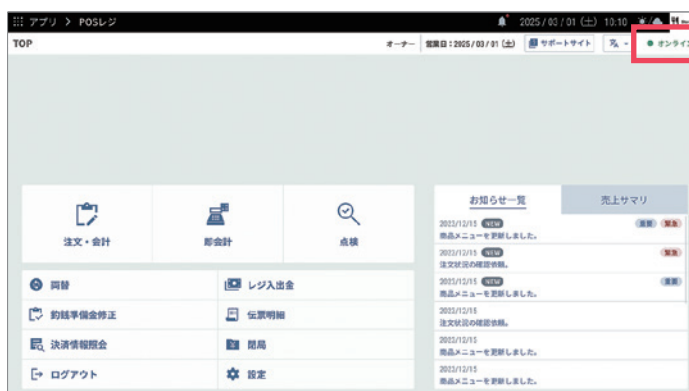 アプリ > POSレジ
2025/03/01 (土) 10:10
TOP
オーナー 営業日:2025/03/01 (土) サポートサイト オンライン
注文・会計
即会計
点検
両替
レジ入出金
釣銭準備金修正
伝票明細
決済情報照会
閉局
ログアウト
設定
お知らせ一覧
売上サマリ
2023/12/15 NEW 重要 緊急
商品メニューを更新しました。
2023/12/15 NEW 緊急
注文状況の確認依頼。
2023/12/15 NEW 重要
商品メニューを更新しました。
2023/12/15
注文状況の確認依頼。
2023/12/15
商品メニューを更新しました。
2023/12/15
商品メニューを更新しました。